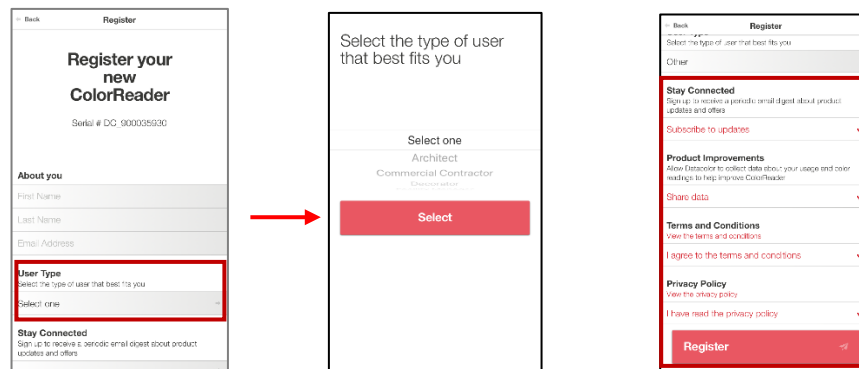 Back Register
Register your
new
ColorReader
Serial # DC_900035930
About you
First Name
Last Name
Email Address
User Type
Select the type of user that best fits you
Select one
Stay Connected
Sign up to receive a periodic email digest about product
updates and offers
Select the type of user
that best fits you
Select one
Architect
Commercial Contractor
Decorator
Select
Back Register
User Type
Select the type of user that best fits you
Other
Stay Connected
Sign up to receive a periodic email digest about product
updates and offers
Subscribe to updates
Product Improvements
Allow Datacolor to collect data about your usage and color
readings to help improve ColorReader
Share data
Terms and Conditions
View the terms and conditions
I agree to the terms and conditions
Privacy Policy
View the privacy policy
I have read the privacy policy
Register